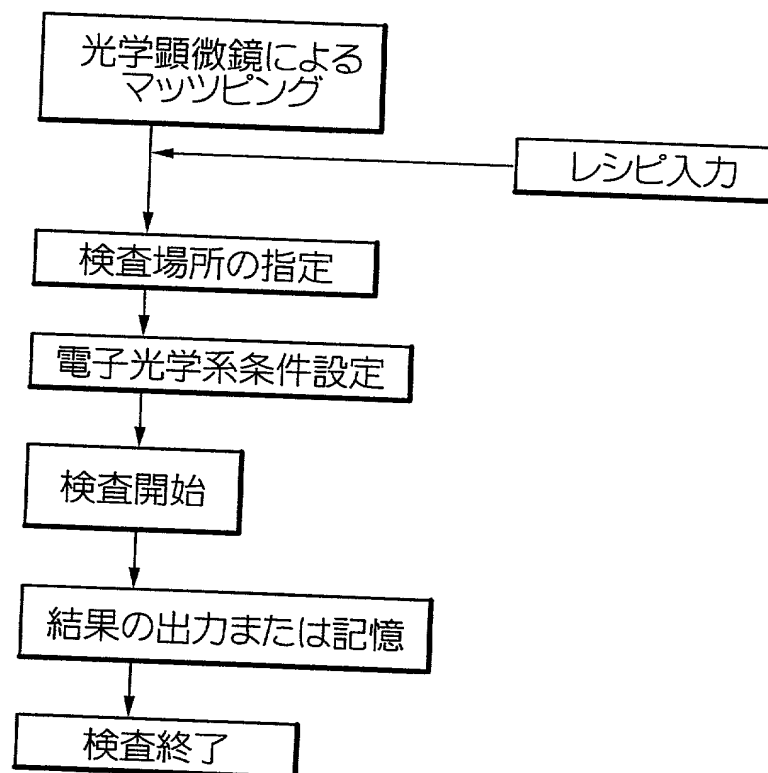 光学顕微鏡による
マッツピング
レシピ入力
検査場所の指定
電子光学系条件設定
検査開始
結果の出力または記憶
検査終了